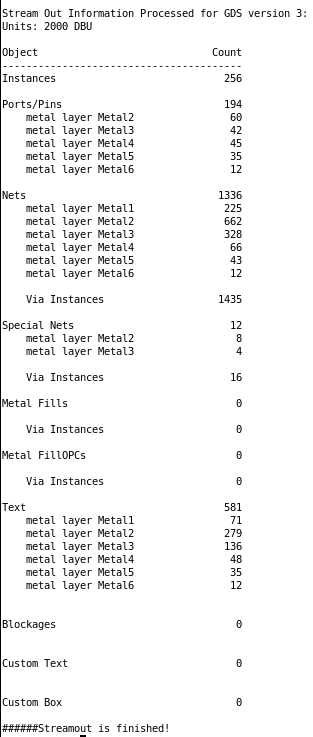 Stream Out Information Processed for GDS version 3:
Units: 2000 DBU
Object                             Count
----------------------------------------
Instances                            256
Ports/Pins                           194
    metal layer Metal2                60
    metal layer Metal3                42
    metal layer Metal4                45
    metal layer Metal5                35
    metal layer Metal6                12
Nets                                1336
    metal layer Metal1               225
    metal layer Metal2               662
    metal layer Metal3               328
    metal layer Metal4                66
    metal layer Metal5                43
    metal layer Metal6                12
    Via Instances                   1435
Special Nets                          12
    metal layer Metal2                 8
    metal layer Metal3                 4
    Via Instances                     16
Metal Fills                            0
    Via Instances                      0
Metal FillOPCs                         0
    Via Instances                      0
Text                                 581
    metal layer Metal1                71
    metal layer Metal2               279
    metal layer Metal3               136
    metal layer Metal4                48
    metal layer Metal5                35
    metal layer Metal6                12
Blockages                              0
Custom Text                            0
Custom Box                             0
######Streamout is finished!